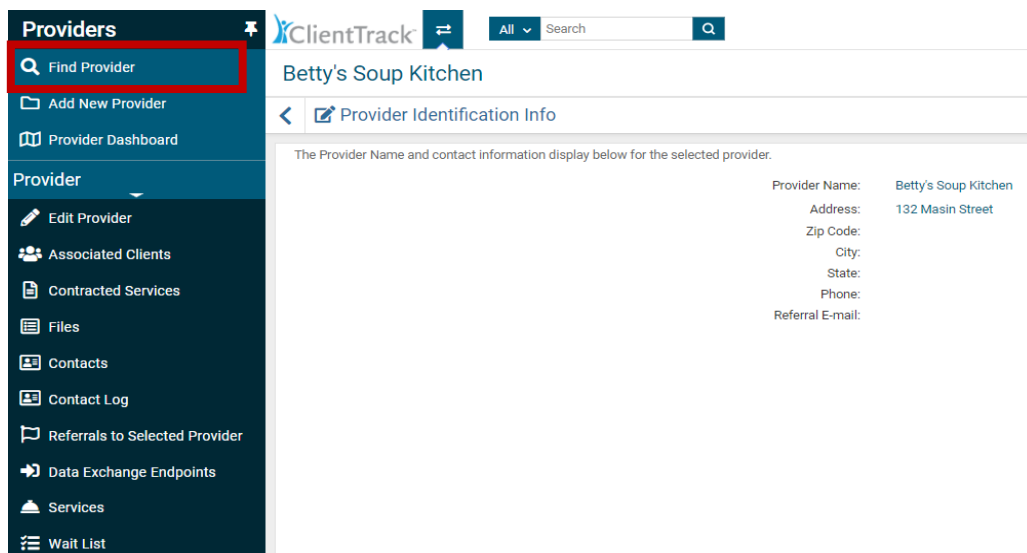 Providers
Find Provider
Add New Provider
Provider Dashboard
Provider
Edit Provider
Associated Clients
Contracted Services
Files
Contacts
Contact Log
Referrals to Selected Provider
Data Exchange Endpoints
Services
Wait List
ClientTrack
All Search
Betty's Soup Kitchen
Provider Identification Info
The Provider Name and contact information display below for the selected provider.
Provider Name: Betty's Soup Kitchen
Address: 132 Masin Street
Zip Code:
City:
State:
Phone:
Referral E-mail: